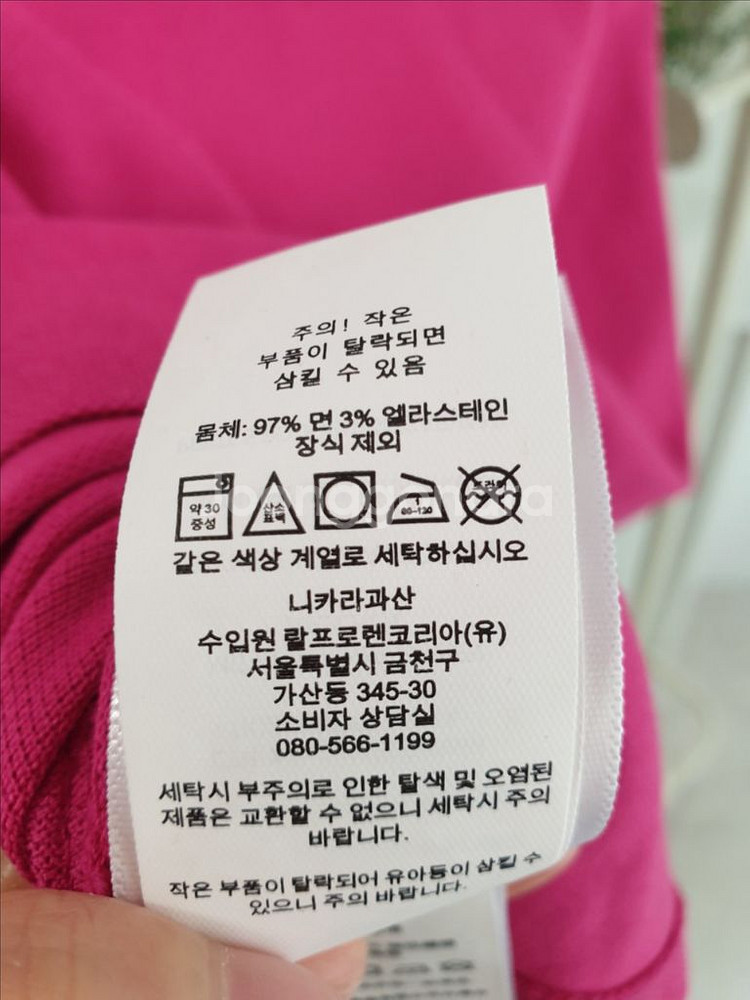 주의! 작은
부품이 탈락되면
삼킬 수 있음
몸체: 97% 면 3% 엘라스테인
장식 제외
약 30
중성
산소
표백
80~120
드라이
joonggonara
같은 색상 계열로 세탁하십시오
니카라과산
수입원 랄프로렌코리아(유)
서울특별시 금천구
가산동 345-30
소비자 상담실
080-566-1199
세탁시 부주의로 인한 탈색 및 오염된
제품은 교환할 수 없으니 세탁시 주의
바랍니다.
작은 부품이 탈락되어 유아등이 삼킬 수
있으니 주의 바랍니다.